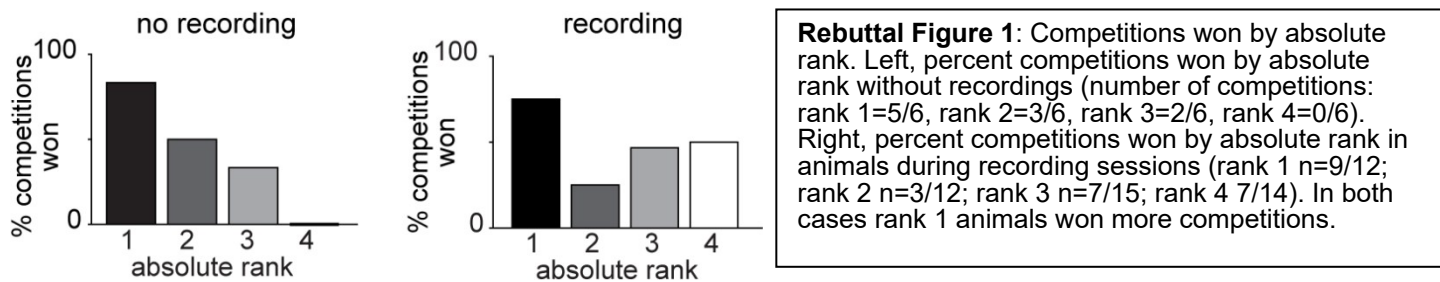 no recording
100
% competitions
won
0
1 2 3 4
absolute rank
recording
100
% competitions
won
0
1 2 3 4
absolute rank
Rebuttal Figure 1: Competitions won by absolute
rank. Left, percent competitions won by absolute
rank without recordings (number of competitions:
rank 1=5/6, rank 2=3/6, rank 3=2/6, rank 4=0/6).
Right, percent competitions won by absolute rank in
animals during recording sessions (rank 1 n=9/12;
rank 2 n=3/12; rank 3 n=7/15; rank 4 7/14). In both
cases rank 1 animals won more competitions.